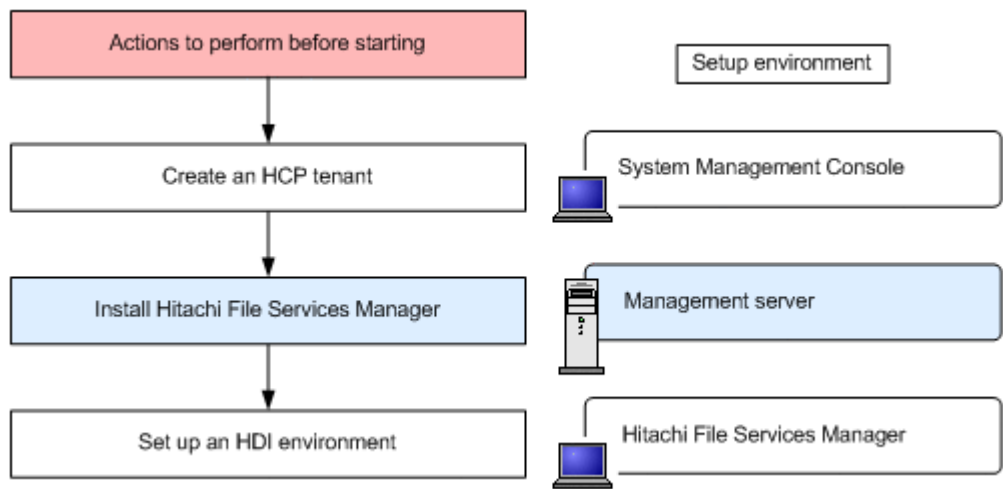 Actions to perform before starting
Setup environment
Create an HCP tenant
System Management Console
Install Hitachi File Services Manager
Management server
Set up an HDI environment
Hitachi File Services Manager